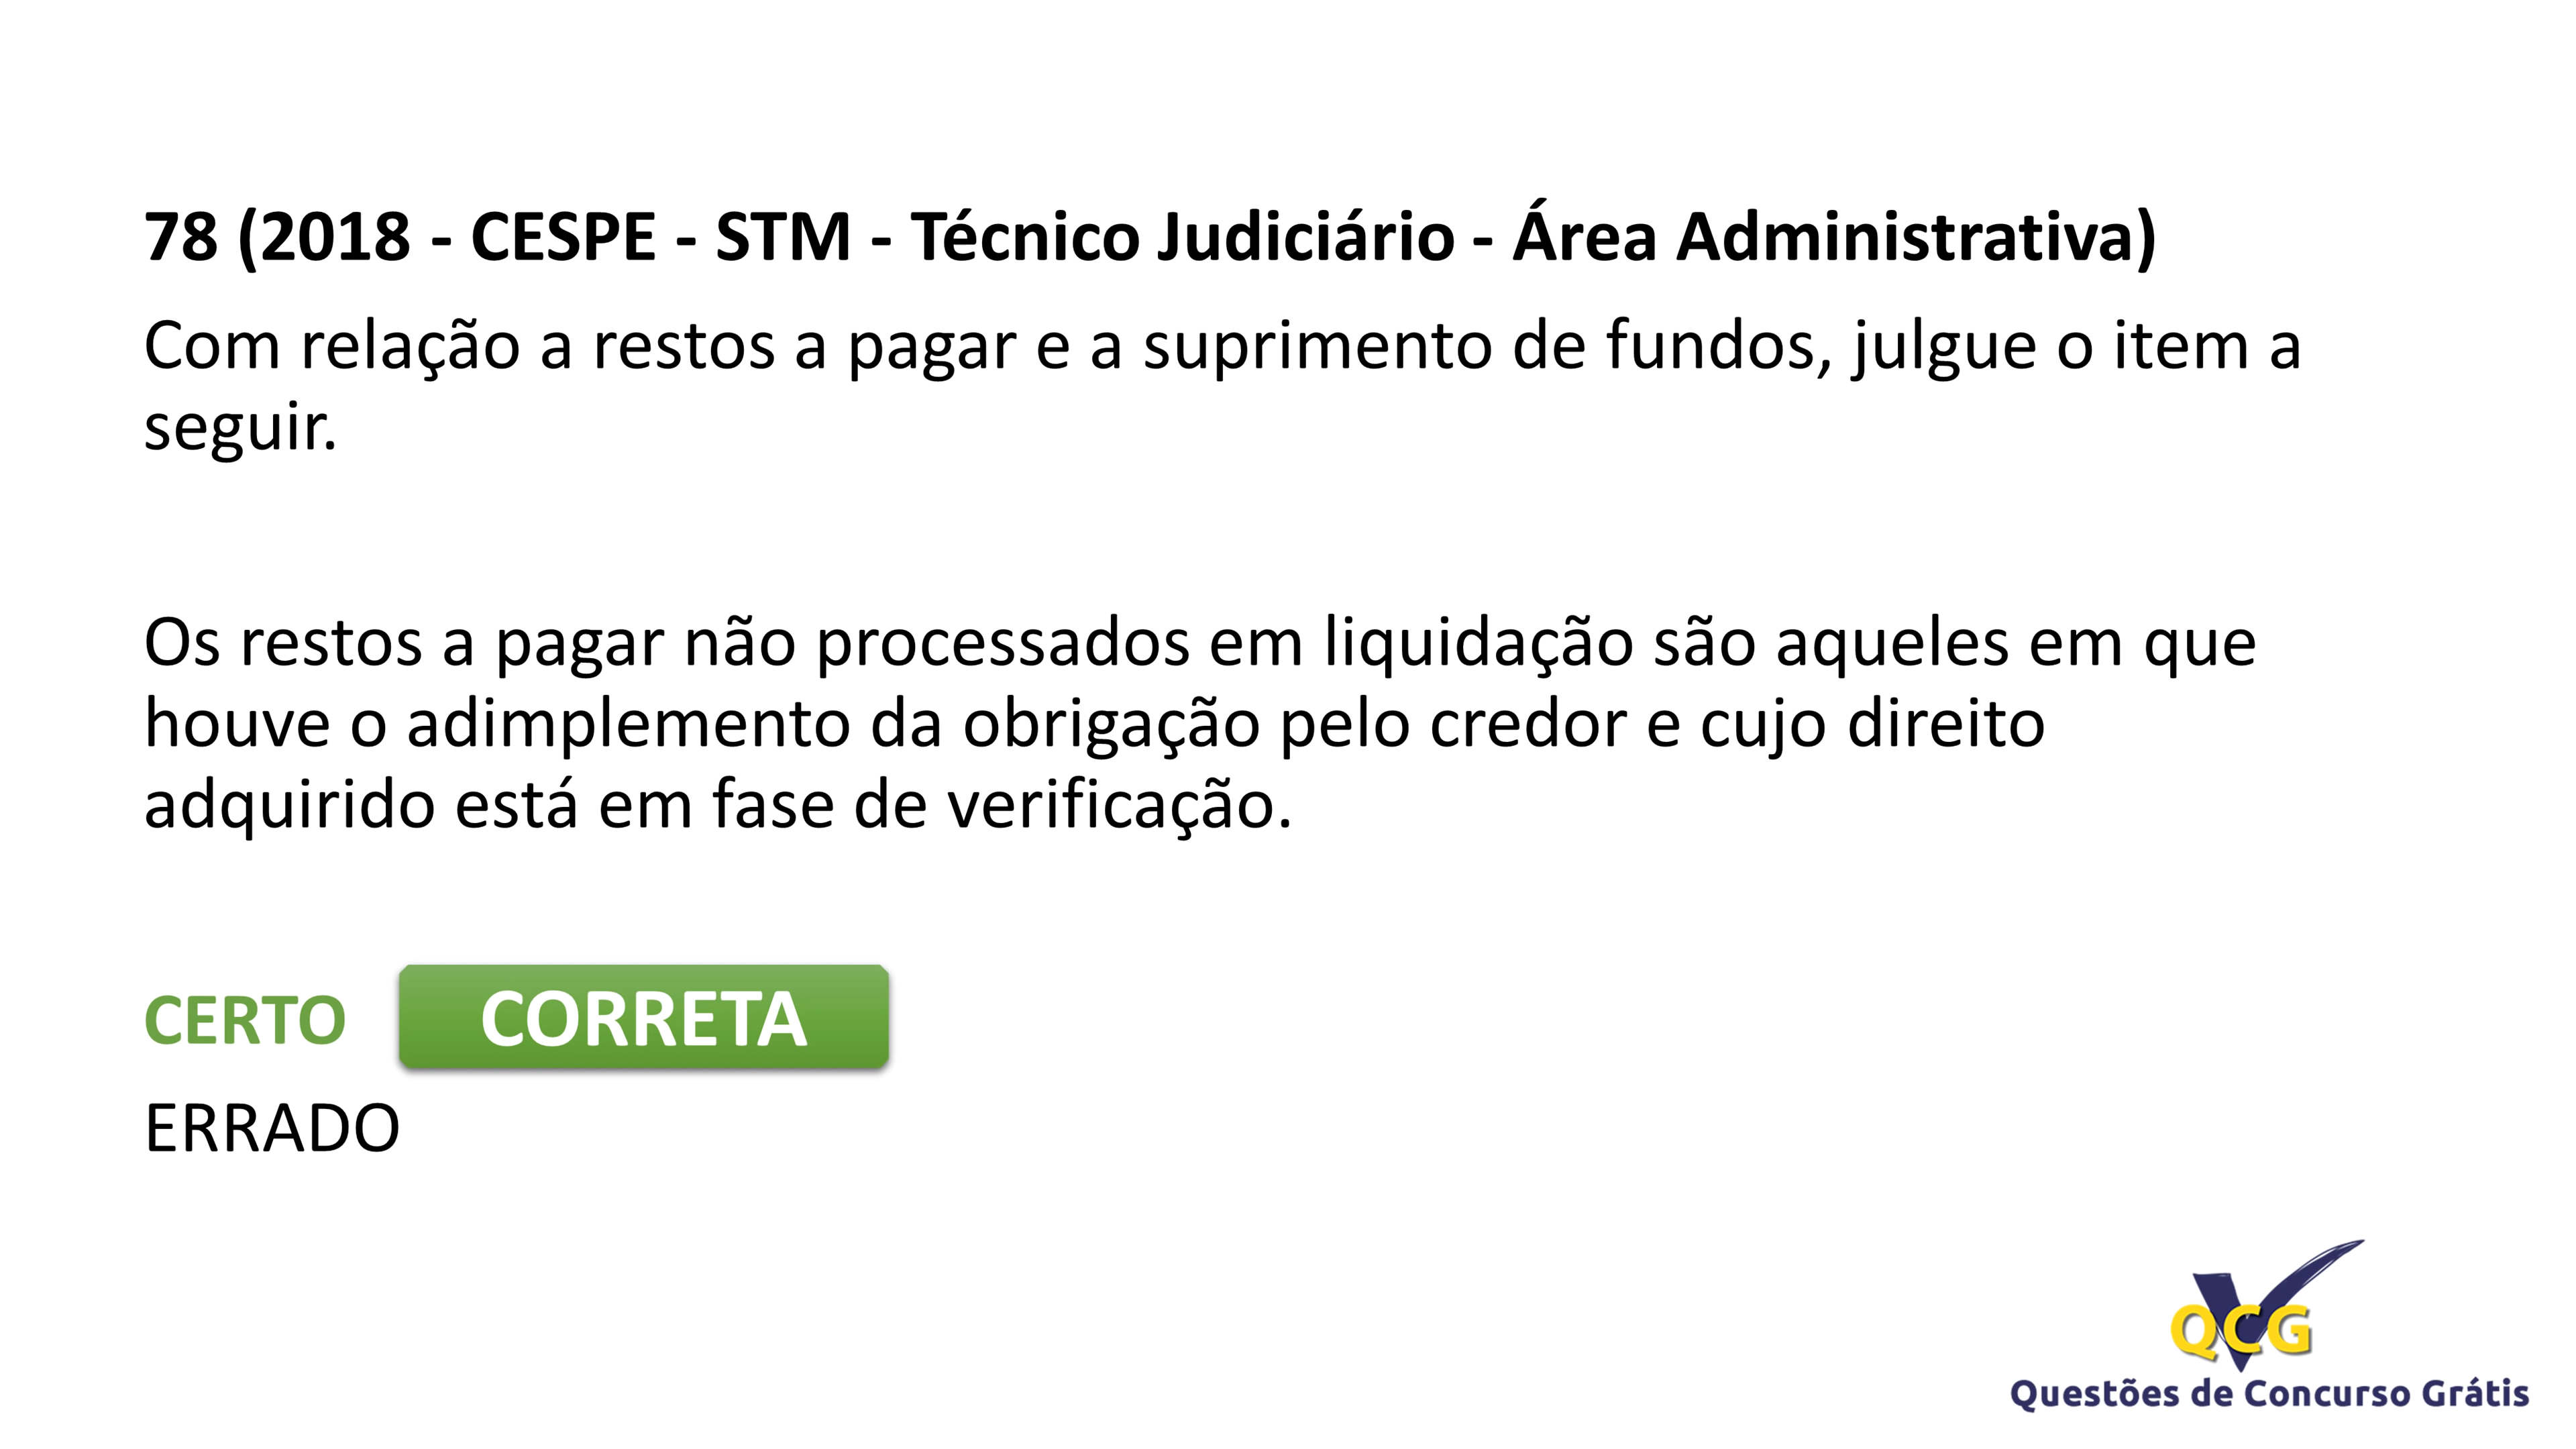 78 (2018 - CESPE - STM - Técnico Judiciário - Área Administrativa)
Com relação a restos a pagar e a suprimento de fundos, julgue o item a
seguir.
Os restos a pagar não processados em liquidação são aqueles em que
houve o adimplemento da obrigação pelo credor e cujo direito
adquirido está em fase de verificação.
CERTO CORRETA
ERRADO
QCG
Questões de Concurso Grátis